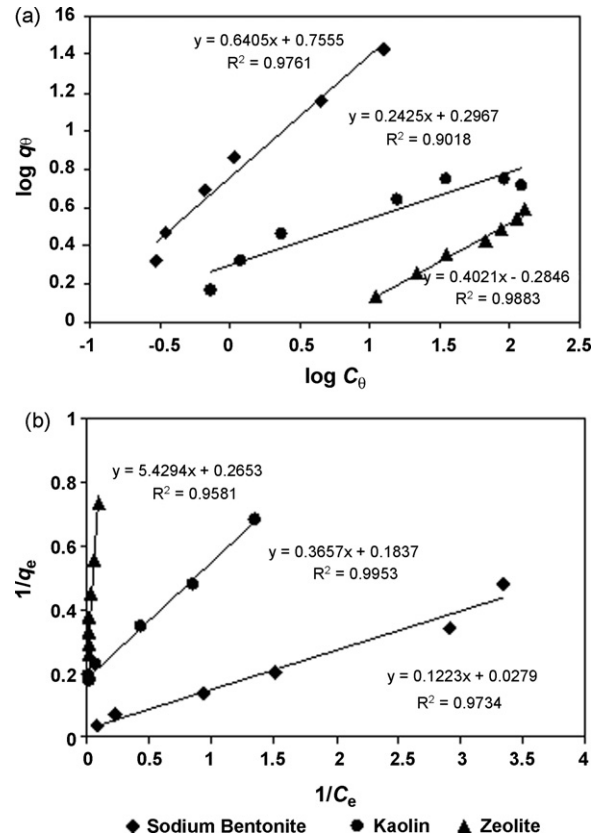 (a)
16
1.4
1.2
1
0.8
0.6
0.4
0.2
0
log qθ
y = 0.6405x + 0.7555
R² = 0.9761
y = 0.2425x + 0.2967
R² = 0.9018
y = 0.4021x - 0.2846
R² = 0.9883
-1 -0.5 0 0.5 1 1.5 2 2.5
log Cθ
(b)
1
0.8
0.6
0.4
0.2
0
1/qe
y = 5.4294x + 0.2653
R² = 0.9581
y = 0.3657x + 0.1837
R² = 0.9953
y = 0.1223x + 0.0279
R² = 0.9734
0 0.5 1 1.5 2 2.5 3 3.5 4
1/Ce
Sodium Bentonite Kaolin Zeolite